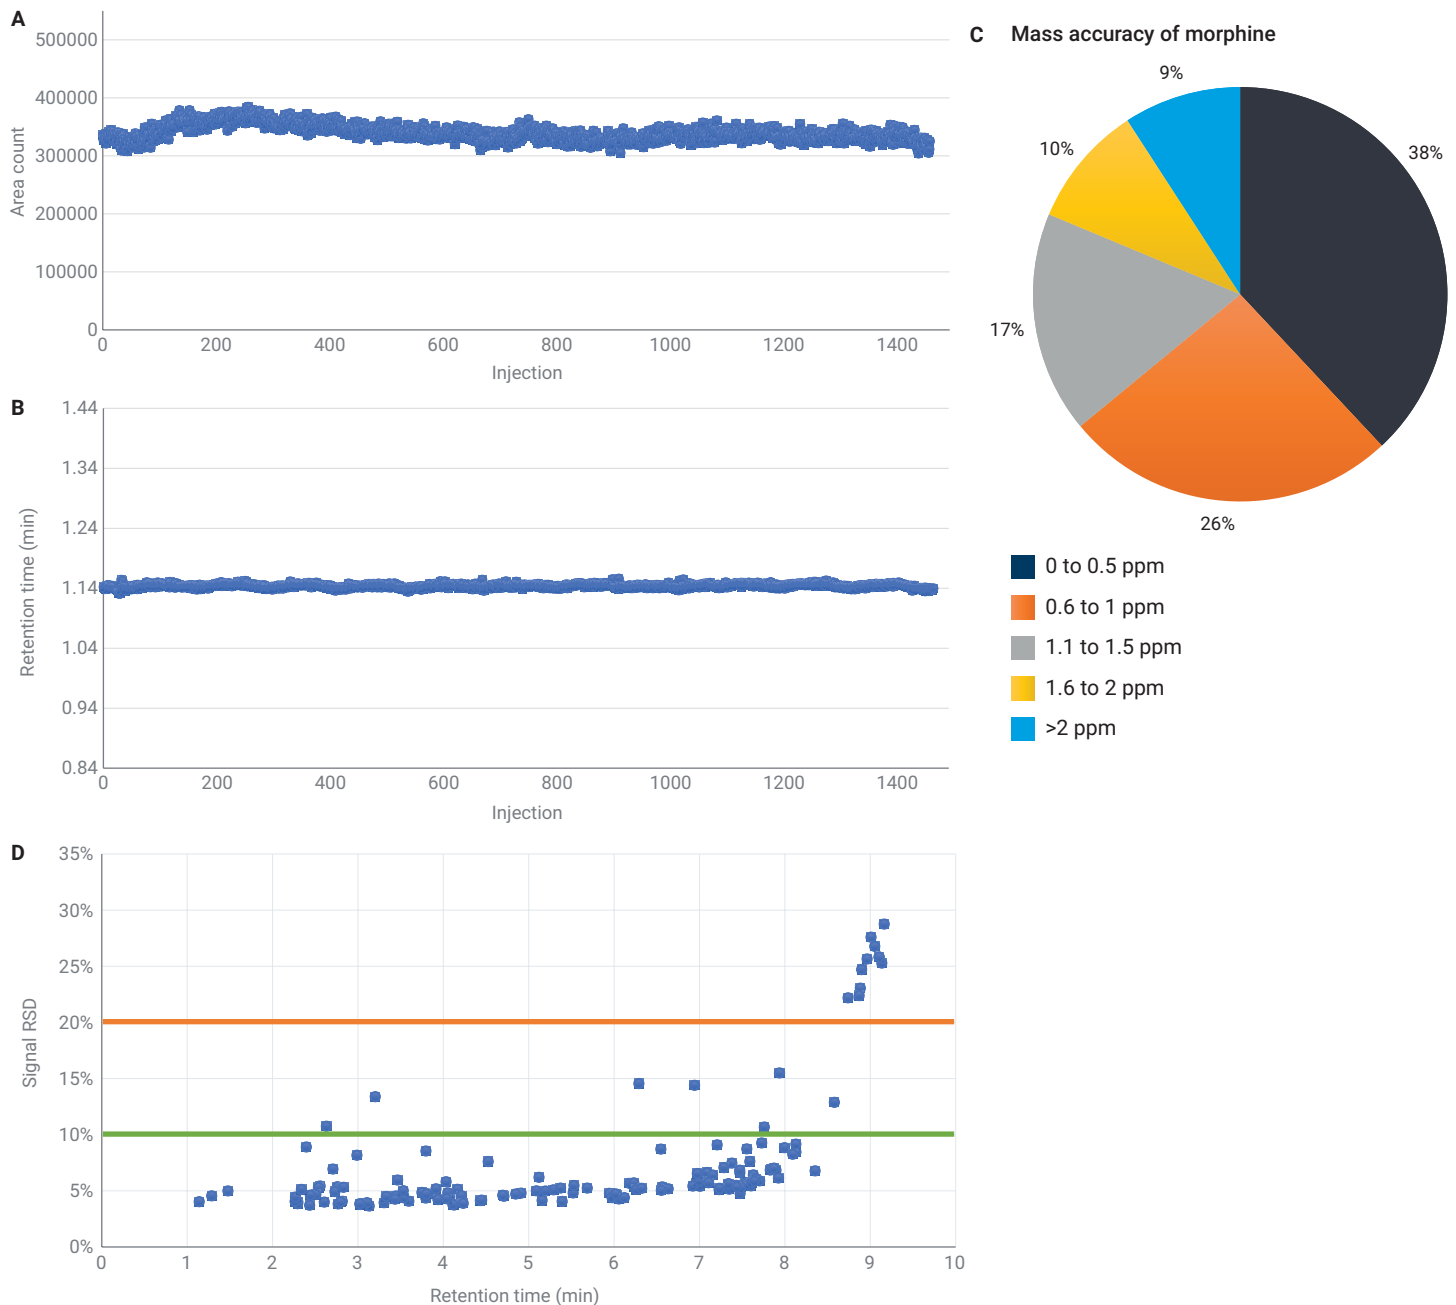 A
500000
400000
300000
200000
100000
0
Area count
0 200 400 600 800 1000 1200 1400
Injection
B
1.44
1.34
1.24
1.14
1.04
0.94
0.84
Retention time (min)
0 200 400 600 800 1000 1200 1400
Injection
C Mass accuracy of morphine
9%
10%
38%
17%
26%
0 to 0.5 ppm
0.6 to 1 ppm
1.1 to 1.5 ppm
1.6 to 2 ppm
>2 ppm
D
35%
30%
25%
20%
15%
10%
5%
0%
Signal RSD
0 1 2 3 4 5 6 7 8 9 10
Retention time (min)